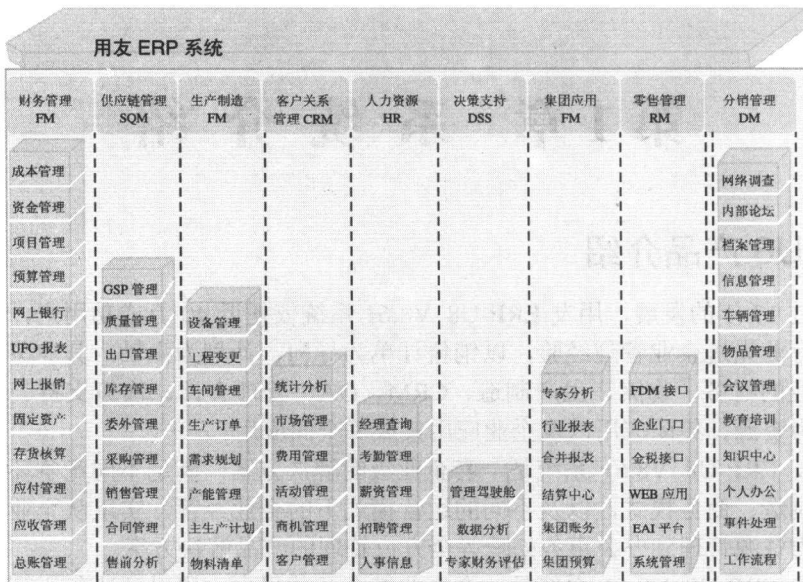 用友 ERP 系统
财务管理
FM
成本管理
资金管理
项目管理
预算管理
网上银行
UFO 报表
网上报销
固定资产
存货核算
应付管理
应收管理
总账管理
供应链管理
SQM
GSP 管理
质量管理
出口管理
库存管理
委外管理
采购管理
销售管理
合同管理
售前分析
生产制造
FM
设备管理
工程变更
车间管理
生产订单
需求规划
产能管理
主生产计划
物料清单
客户关系
管理 CRM
统计分析
市场管理
费用管理
活动管理
商机管理
客户管理
人力资源
HR
经理查询
考勤管理
薪资管理
招聘管理
人事信息
决策支持
DSS
管理驾驶舱
数据分析
专家财务评估
集团应用
FM
专家分析
行业报表
合并报表
结算中心
集团账务
集团预算
零售管理
RM
FDM 接口
企业门口
金税接口
WEB 应用
EAI 平台
系统管理
分销管理
DM
网络调查
内部论坛
档案管理
信息管理
车辆管理
物品管理
会议管理
教育培训
知识中心
个人办公
事件处理
工作流程